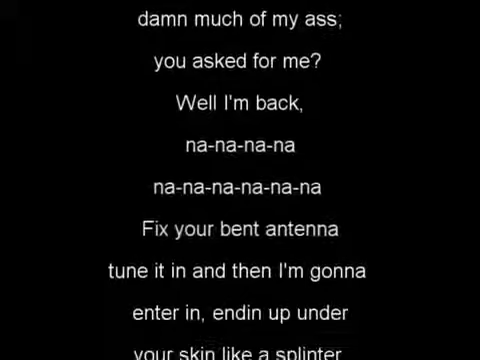 damn much of my ass;
you asked for me?
Well I'm back,
na-na-na-na
na-na-na-na-na-na
Fix your bent antenna
tune it in and then I'm gonna
enter in, endin up under
your skin like a splinter